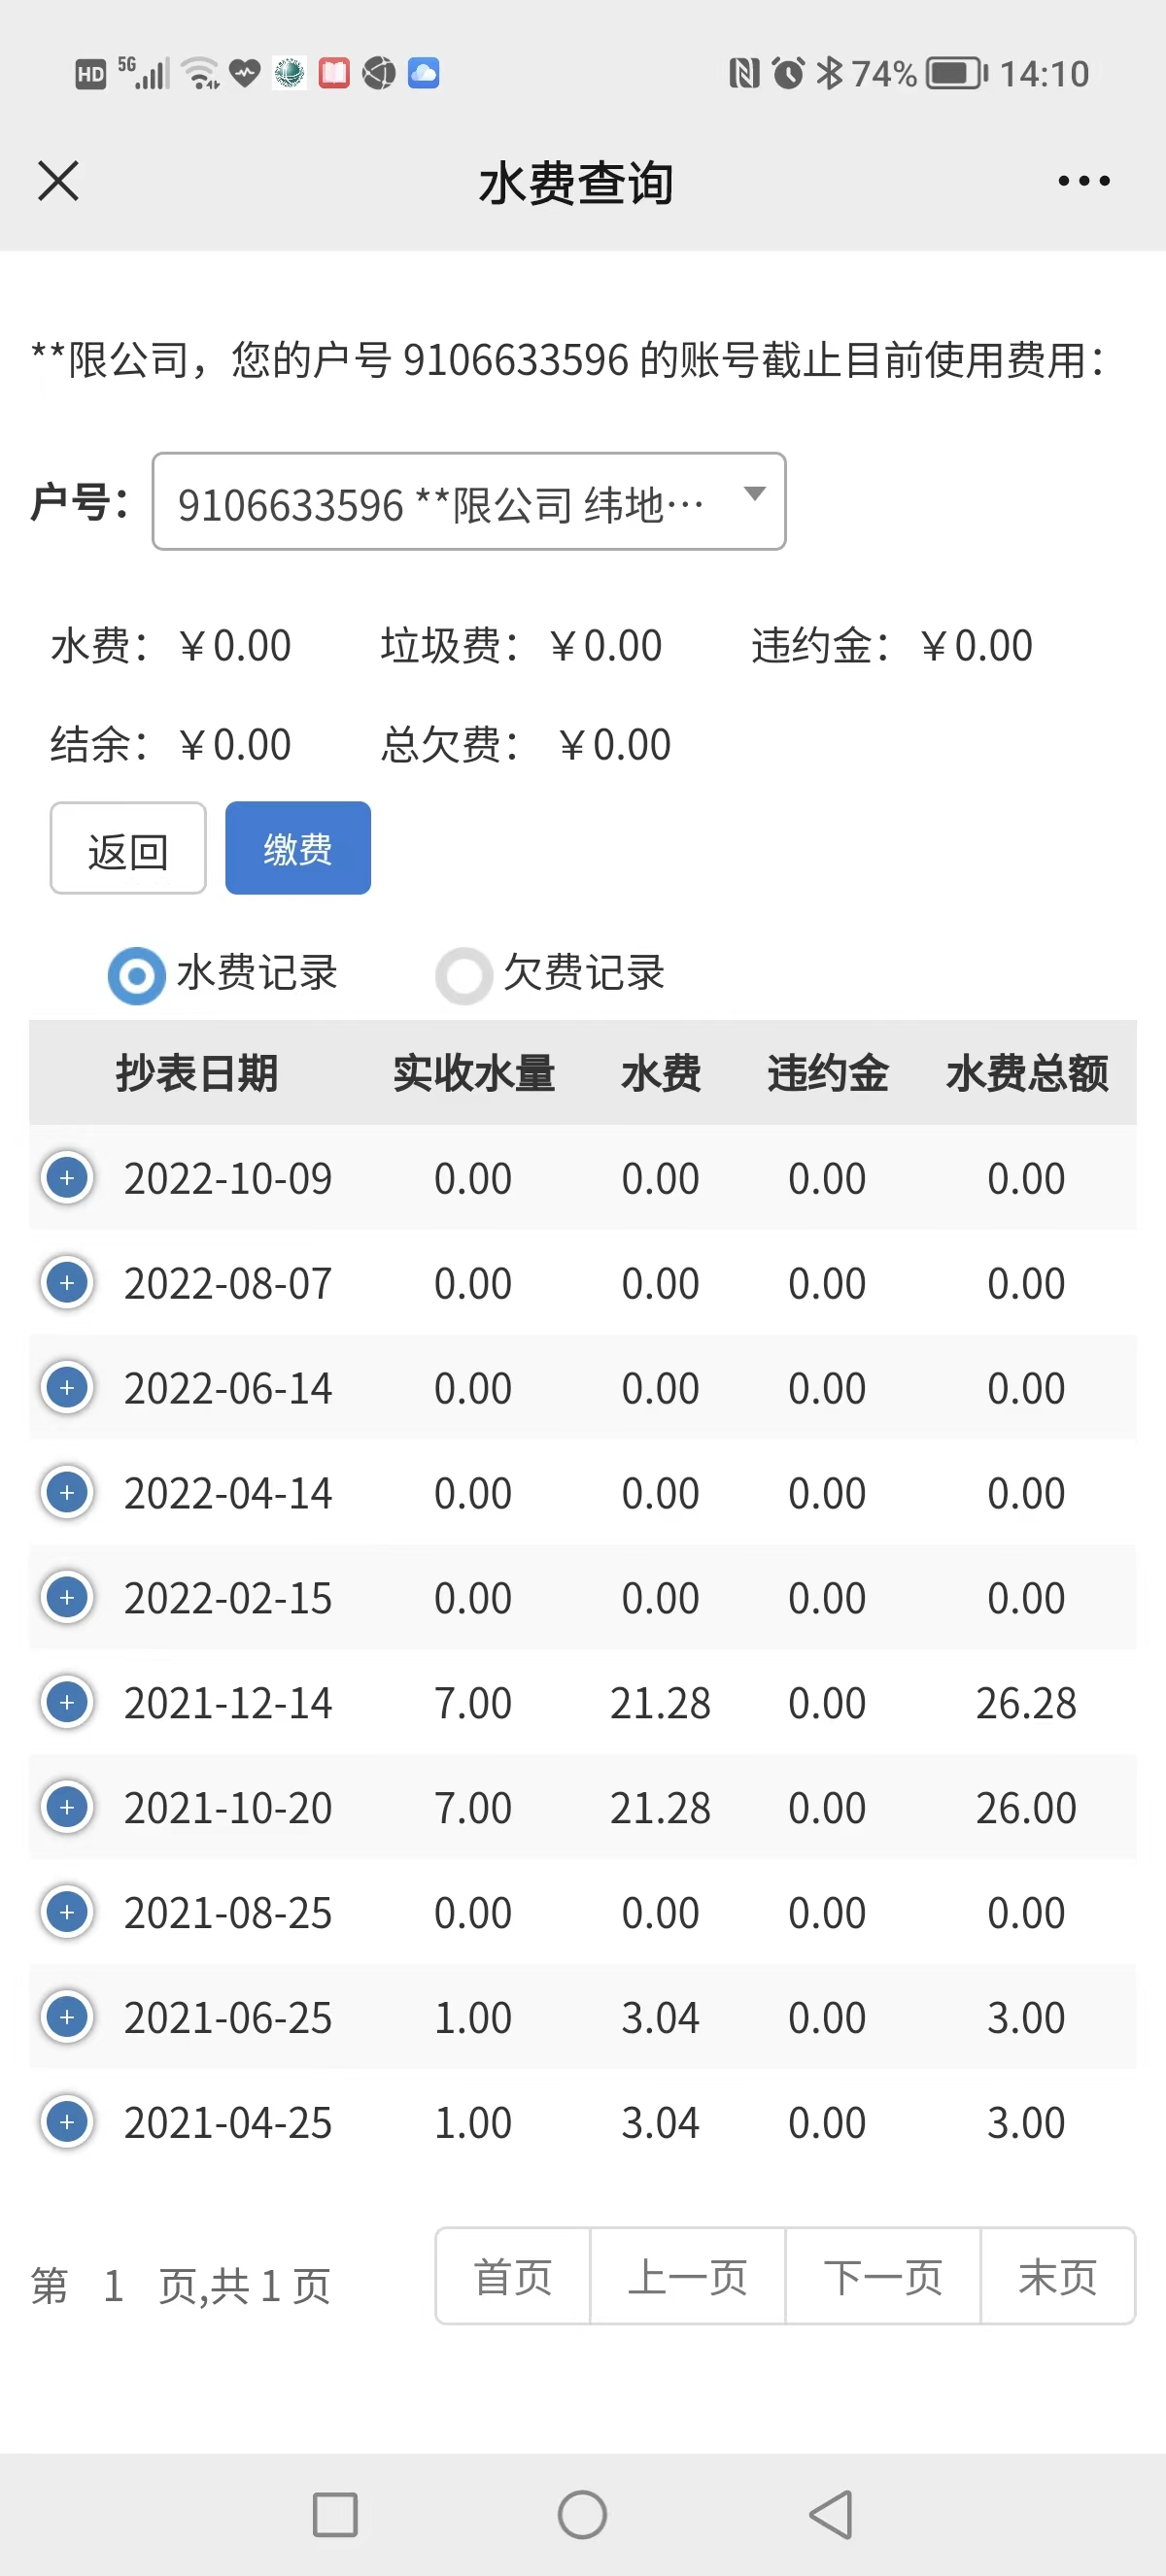 HD 5G 74% 14:10
水费查询
**限公司，您的户号 9106633596 的账号截止目前使用费用：
户号： 9106633596 **限公司 纬地…
水费：￥0.00 垃圾费：￥0.00 违约金：￥0.00
结余：￥0.00 总欠费：￥0.00
返回 缴费
水费记录 欠费记录
抄表日期 实收水量 水费 违约金 水费总额
2022-10-09 0.00 0.00 0.00 0.00
2022-08-07 0.00 0.00 0.00 0.00
2022-06-14 0.00 0.00 0.00 0.00
2022-04-14 0.00 0.00 0.00 0.00
2022-02-15 0.00 0.00 0.00 0.00
2021-12-14 7.00 21.28 0.00 26.28
2021-10-20 7.00 21.28 0.00 26.00
2021-08-25 0.00 0.00 0.00 0.00
2021-06-25 1.00 3.04 0.00 3.00
2021-04-25 1.00 3.04 0.00 3.00
第 1 页,共 1 页 首页 上一页 下一页 末页